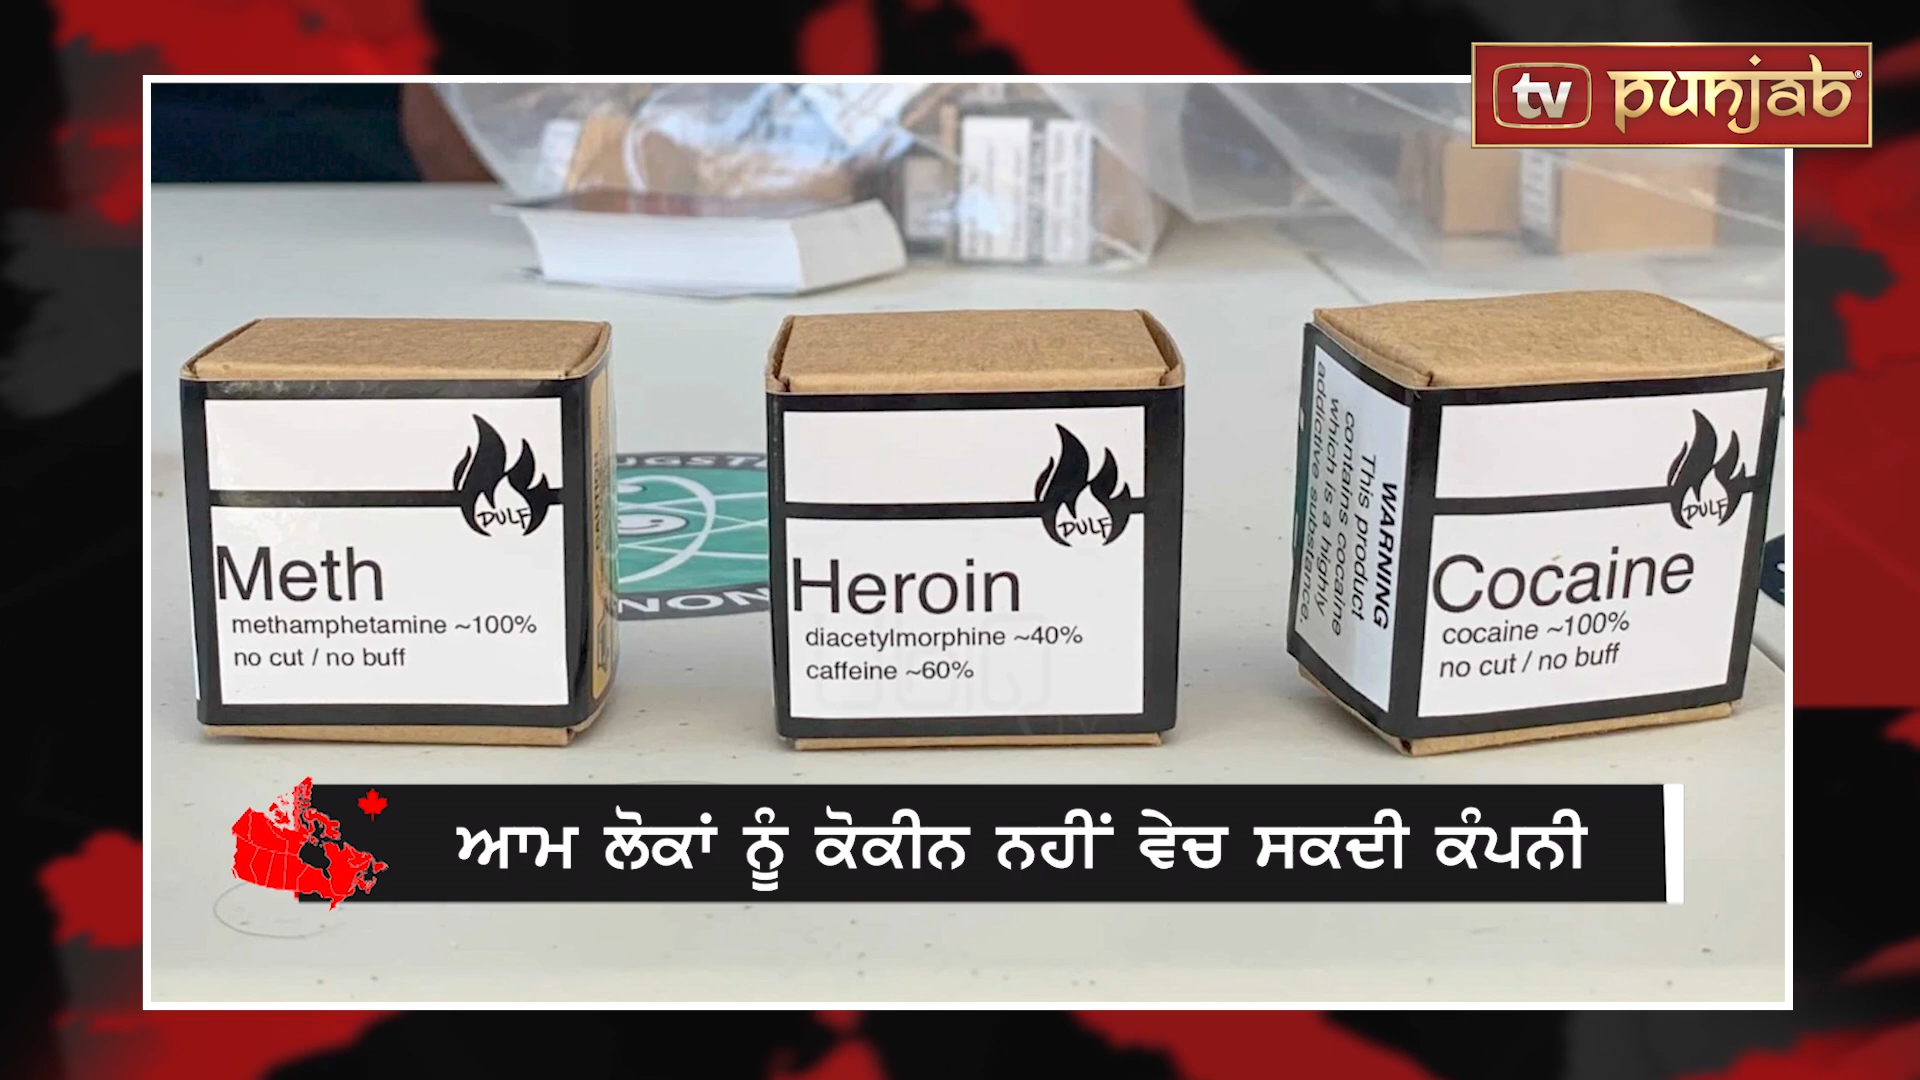 tv punjab®
DULF
Meth
methamphetamine ~100%
no cut / no buff
DULF
Heroin
diacetylmorphine ~40%
caffeine ~60%
WARNING
This product
contains cocaine
which is a highly
addictive substance.
DULF
Cocaine
cocaine ~100%
no cut / no buff
ਆਮ ਲੋਕਾਂ ਨੂੰ ਕੋਕੀਨ ਨਹੀਂ ਵੇਚ ਸਕਦੀ ਕੰਪਨੀ